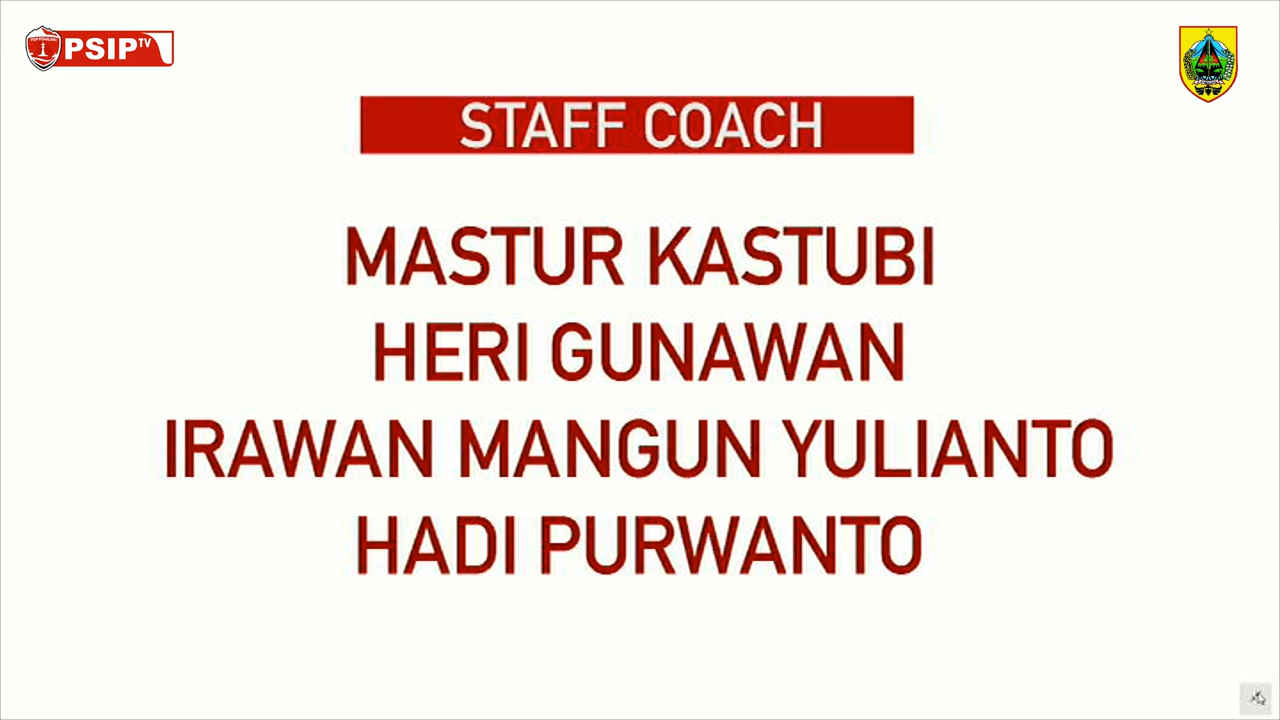 PSIP TV
STAFF COACH
MASTUR KASTUBI
HERI GUNAWAN
IRAWAN MANGUN YULIANTO
HADI PURWANTO